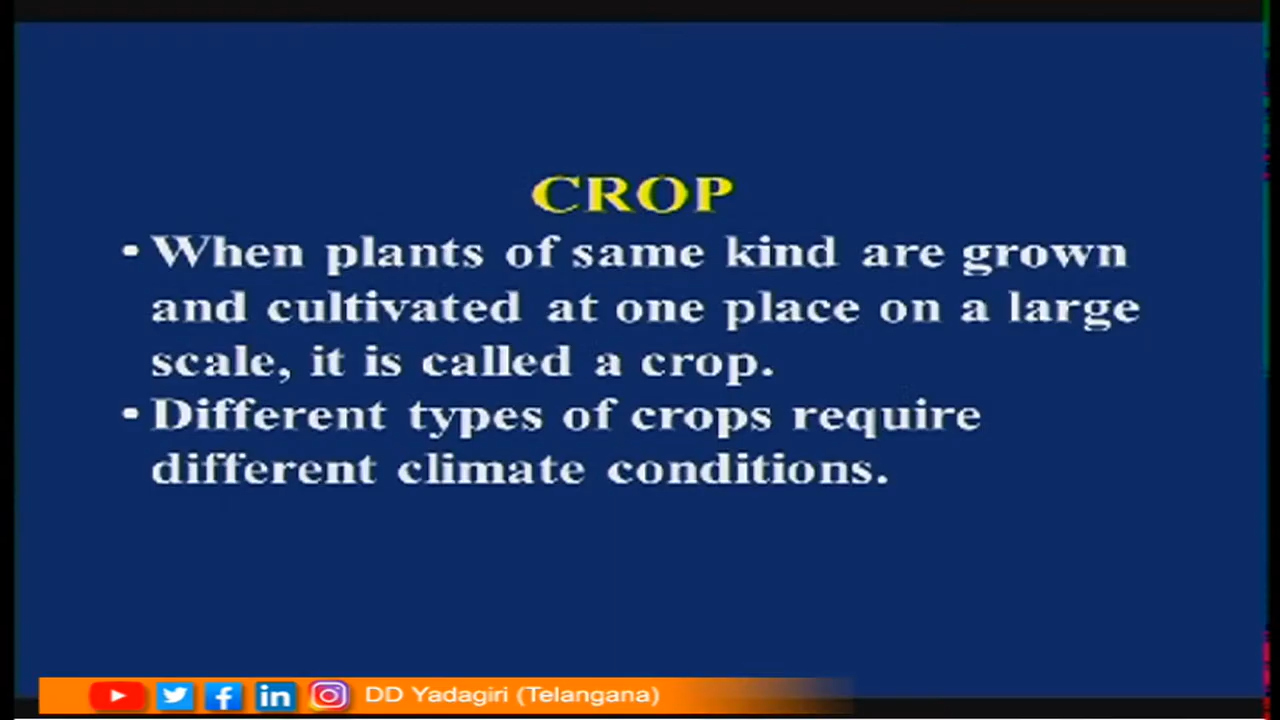 CROP
• When plants of same kind are grown
and cultivated at one place on a large
scale, it is called a crop.
• Different types of crops require
different climate conditions.
DD Yadagiri (Telangana)